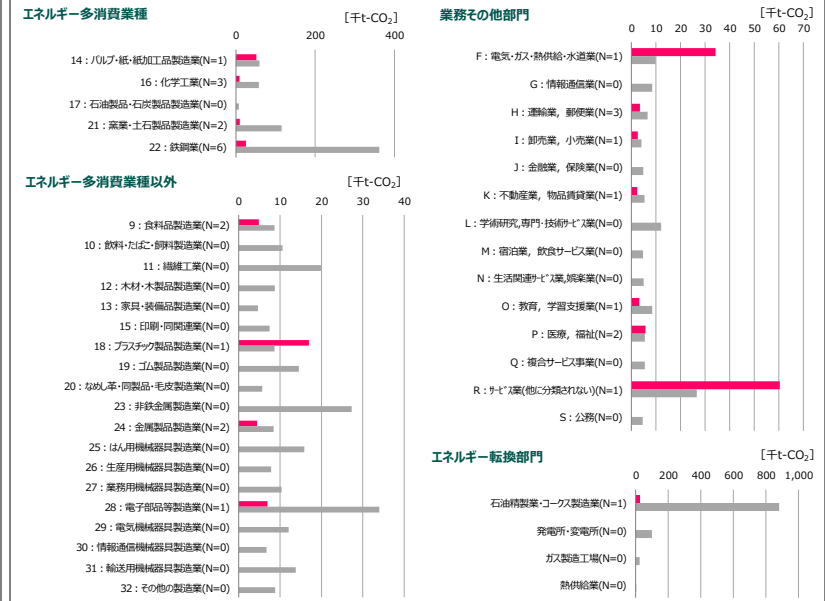 エネルギー多消費業種
［千t-CO₂］
0 200 400
14：パルプ・紙・紙加工品製造業(N=1)
16：化学工業(N=3)
17：石油製品・石炭製品製造業(N=0)
21：窯業・土石製品製造業(N=2)
22：鉄鋼業(N=6)
エネルギー多消費業種以外
［千t-CO₂］
0 10 20 30 40
9：食料品製造業(N=2)
10：飲料・たばこ・飼料製造業(N=0)
11：繊維工業(N=0)
12：木材・木製品製造業(N=0)
13：家具・装備品製造業(N=0)
15：印刷・同関連業(N=0)
18：プラスチック製品製造業(N=1)
19：ゴム製品製造業(N=0)
20：なめし革・同製品・毛皮製造業(N=0)
23：非鉄金属製造業(N=0)
24：金属製品製造業(N=2)
25：はん用機械器具製造業(N=0)
26：生産用機械器具製造業(N=0)
27：業務用機械器具製造業(N=0)
28：電子部品等製造業(N=1)
29：電気機械器具製造業(N=0)
30：情報通信機械器具製造業(N=0)
31：輸送用機械器具製造業(N=0)
32：その他の製造業(N=0)
業務その他部門
［千t-CO₂］
0 10 20 30 40 50 60 70
F：電気・ガス・熱供給・水道業(N=1)
G：情報通信業(N=0)
H：運輸業，郵便業(N=3)
I：卸売業，小売業(N=1)
J：金融業，保険業(N=0)
K：不動産業，物品賃貸業(N=1)
L：学術研究,専門・技術ｻｰﾋﾞｽ業(N=0)
M：宿泊業，飲食サービス業(N=0)
N：生活関連ｻｰﾋﾞｽ業,娯楽業(N=0)
O：教育，学習支援業(N=1)
P：医療，福祉(N=2)
Q：複合サービス事業(N=0)
R：ｻｰﾋﾞｽ業(他に分類されない)(N=1)
S：公務(N=0)
エネルギー転換部門
［千t-CO₂］
0 200 400 600 800 1,000
石油精製業・コークス製造業(N=1)
発電所・変電所(N=0)
ガス製造工場(N=0)
熱供給業(N=0)